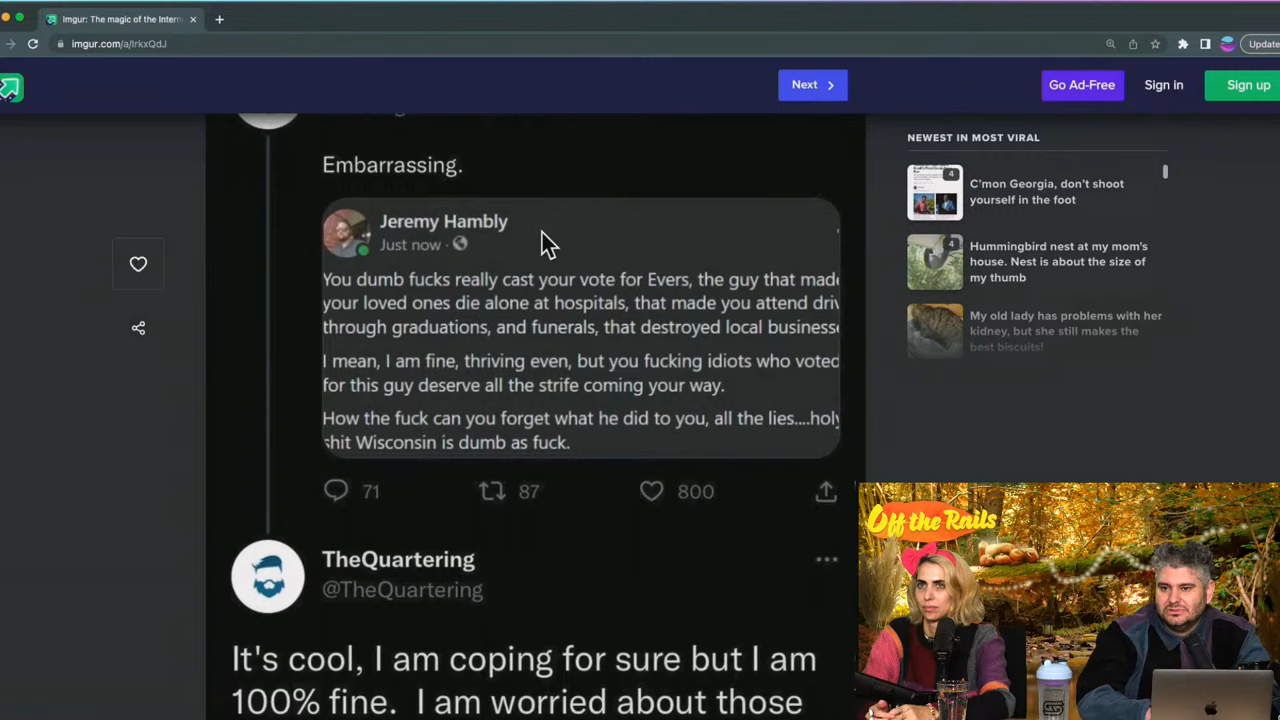 Imgur: The magic of the Intern
imgur.com/a/IrkxQdJ
Update
Next
Go Ad-Free
Sign in
Sign up
NEWEST IN MOST VIRAL
4
C'mon Georgia, don't shoot
yourself in the foot
4
Hummingbird nest at my mom's
house. Nest is about the size of
my thumb
My old lady has problems with her
kidney, but she still makes the
best biscuits!
Embarrassing.
Jeremy Hambly
Just now ·
You dumb fucks really cast your vote for Evers, the guy that made
your loved ones die alone at hospitals, that made you attend driv
through graduations, and funerals, that destroyed local businesse
I mean, I am fine, thriving even, but you fucking idiots who voted
for this guy deserve all the strife coming your way.
How the fuck can you forget what he did to you, all the lies....holy
shit Wisconsin is dumb as fuck.
71
87
800
TheQuartering
@TheQuartering
It's cool, I am coping for sure but I am
100% fine. I am worried about those
Off the Rails